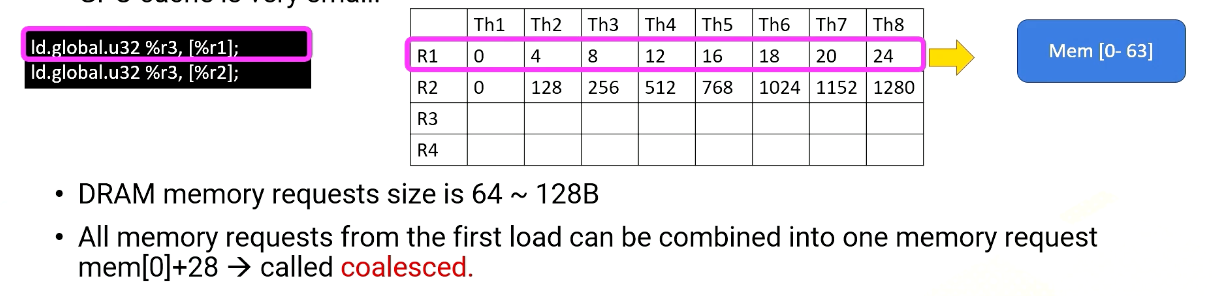 ld.global.u32 %r3, [%r1];
ld.global.u32 %r3, [%r2];
Th1 Th2 Th3 Th4 Th5 Th6 Th7 Th8
R1 0 4 8 12 16 18 20 24
R2 0 128 256 512 768 1024 1152 1280
R3
R4
Mem [0- 63]
• DRAM memory requests size is 64 ~ 128B
• All memory requests from the first load can be combined into one memory request
mem[0]+28 → called coalesced.